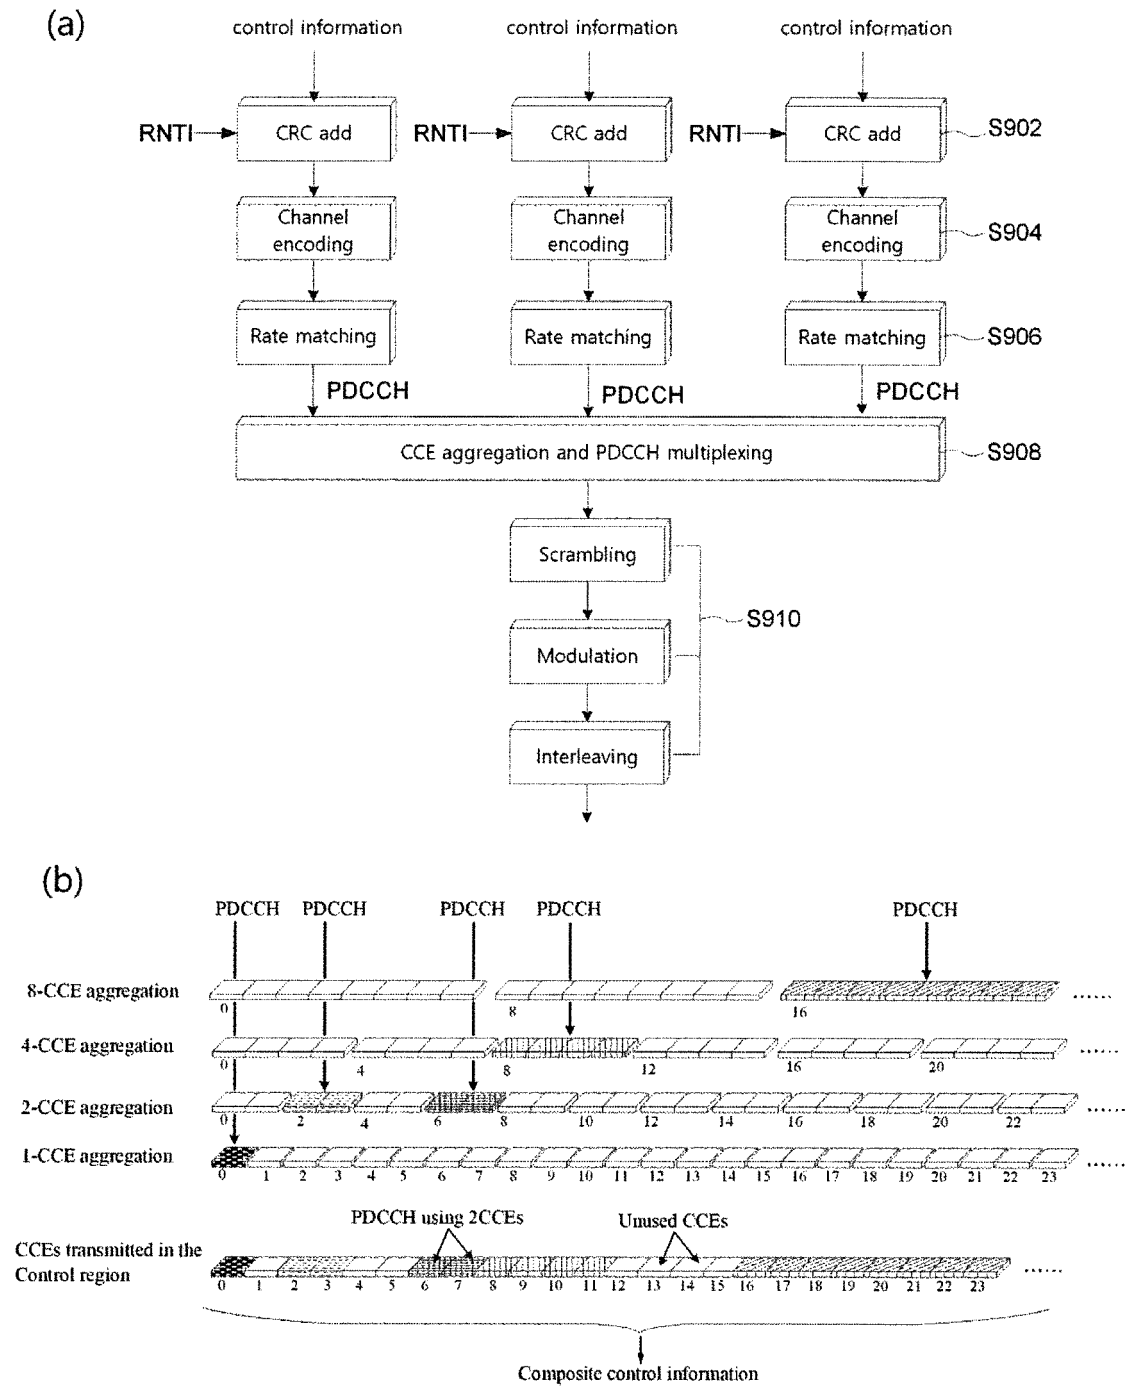 (a)
control information control information control information
RNTI CRC add RNTI CRC add RNTI CRC add S902
Channel encoding Channel encoding Channel encoding S904
Rate matching Rate matching Rate matching S906
PDCCH PDCCH PDCCH
CCE aggregation and PDCCH multiplexing S908
Scrambling
Modulation S910
Interleaving
(b)
PDCCH PDCCH PDCCH PDCCH PDCCH
8-CCE aggregation ......
0 8 16
4-CCE aggregation ......
0 4 8 12 16 20
2-CCE aggregation ......
0 2 4 6 8 10 12 14 16 18 20 22
1-CCE aggregation ......
0 1 2 3 4 5 6 7 8 9 10 11 12 13 14 15 16 17 18 19 20 21 22 23
PDCCH using 2CCEs Unused CCEs
CCEs transmitted in the
Control region ......
0 1 2 3 4 5 6 7 8 9 10 11 12 13 14 15 16 17 18 19 20 21 22 23
Composite control information